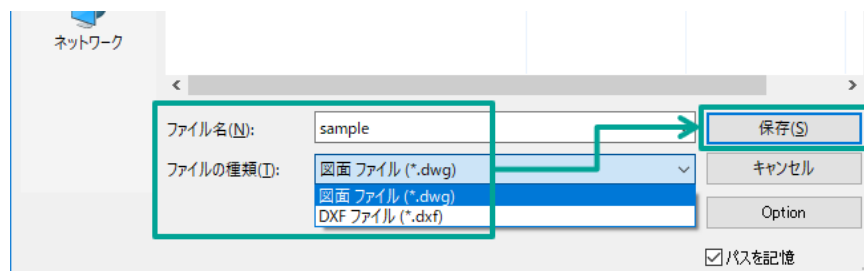 ネットワーク
ファイル名(N): sample 保存(S)
ファイルの種類(T): 図面 ファイル (*.dwg) キャンセル
図面 ファイル (*.dwg)
DXF ファイル (*.dxf) Option
パスを記憶